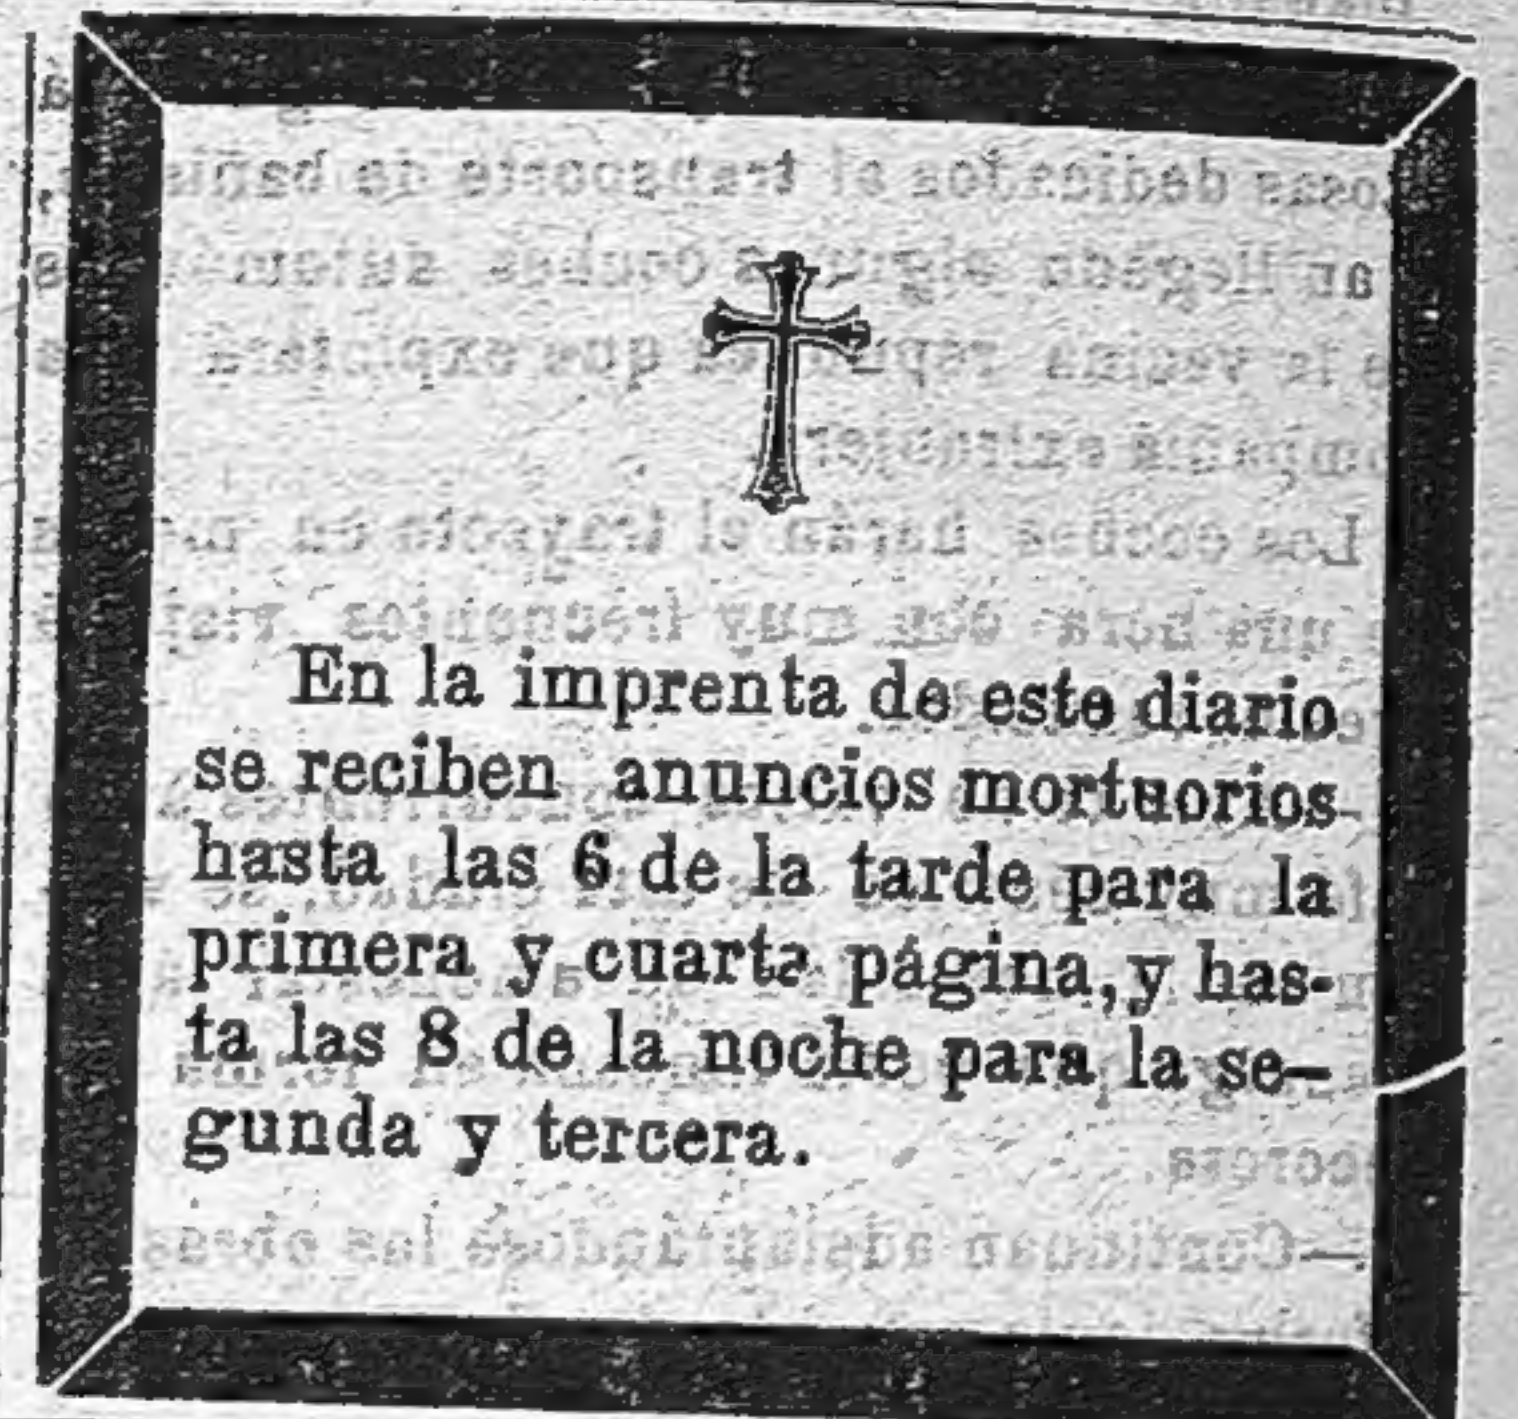 En la imprenta de este diario
se reciben anuncios mortuorios
hasta las 6 de la tarde para la
primera y cuarta página, y has-
ta las 8 de la noche para la se-
gunda y tercera.